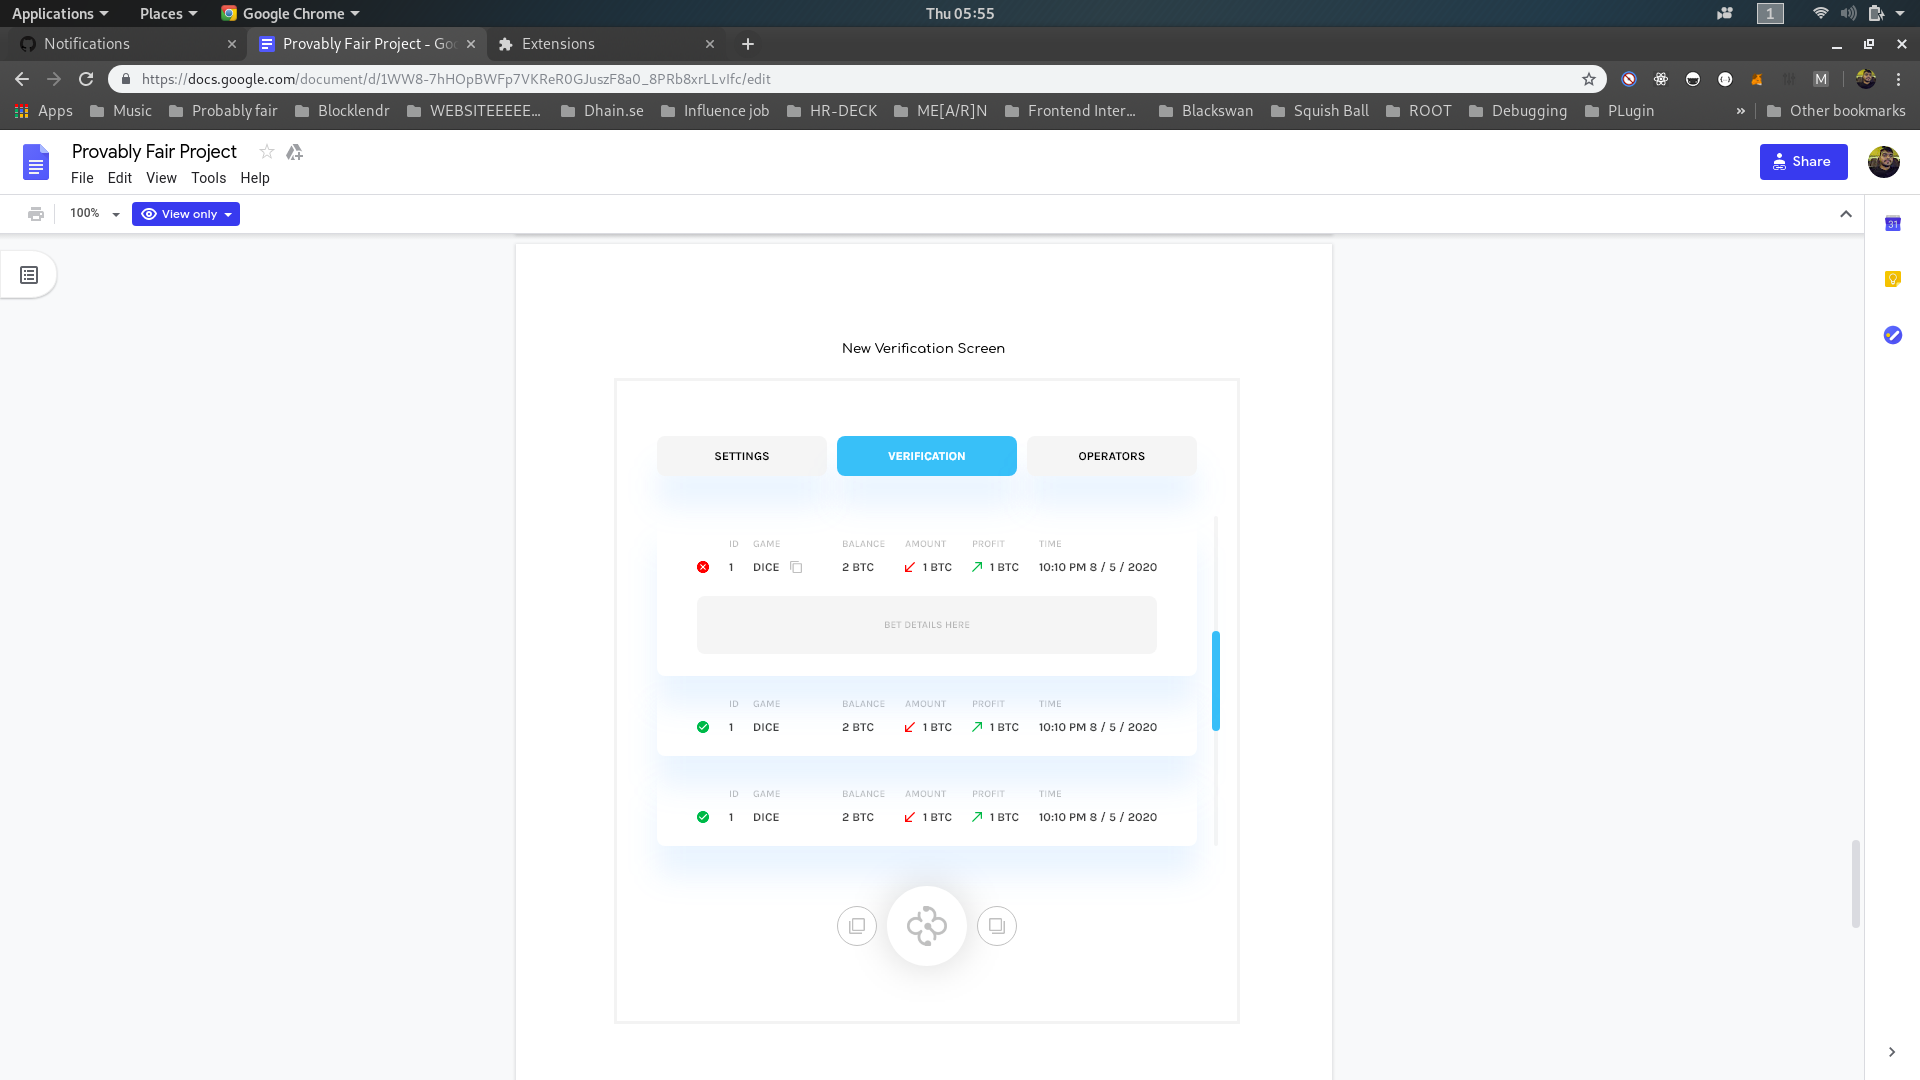 Applications Places Google Chrome Thu 05:55 1
Notifications Provably Fair Project - Goo Extensions
https://docs.google.com/document/d/1WW8-7hHOpBWFp7VKReR0GJuszF8a0_8PRb8xrLLvIfc/edit M
Apps Music Probably fair Blocklendr WEBSITEEEEE... Dhain.se Influence job HR-DECK ME[A/R]N Frontend Inter... Blackswan Squish Ball ROOT Debugging PLugin » Other bookmarks
Provably Fair Project
File Edit View Tools Help
Share
100% View only
31
New Verification Screen
SETTINGS VERIFICATION OPERATORS
ID GAME BALANCE AMOUNT PROFIT TIME
1 DICE 2 BTC 1 BTC 1 BTC 10:10 PM 8 / 5 / 2020
BET DETAILS HERE
ID GAME BALANCE AMOUNT PROFIT TIME
1 DICE 2 BTC 1 BTC 1 BTC 10:10 PM 8 / 5 / 2020
ID GAME BALANCE AMOUNT PROFIT TIME
1 DICE 2 BTC 1 BTC 1 BTC 10:10 PM 8 / 5 / 2020